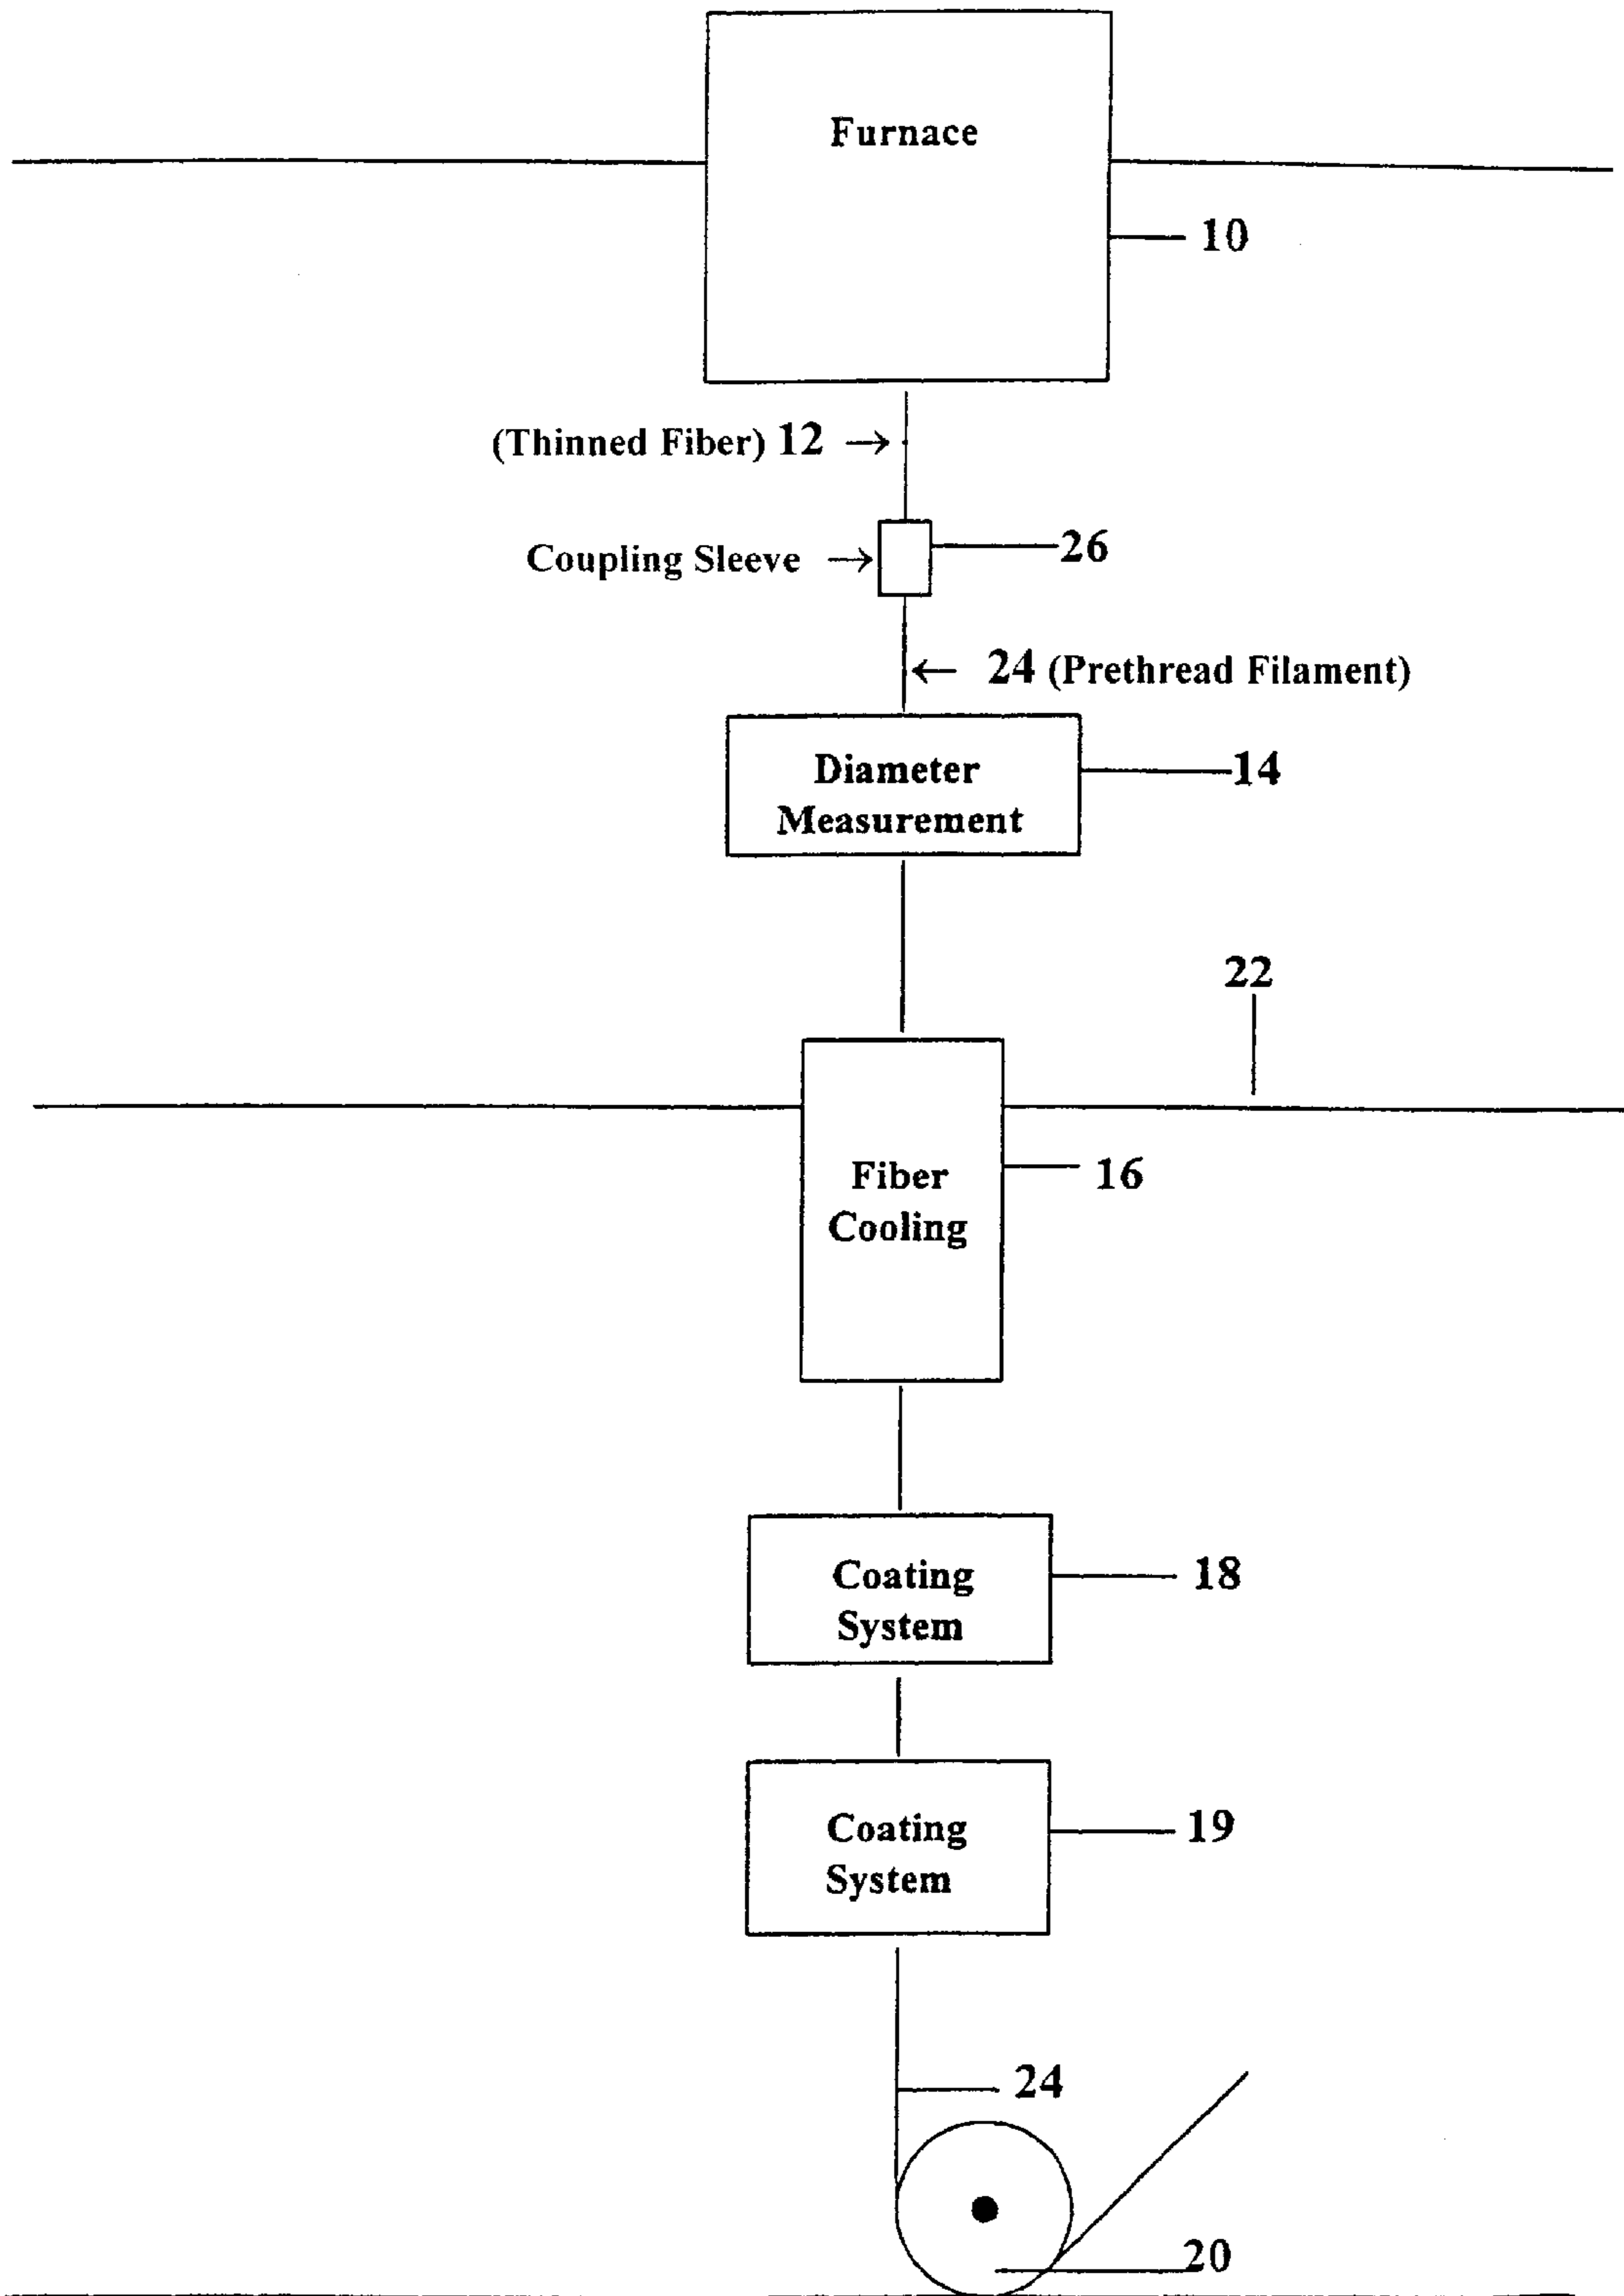 Furnace
10
(Thinned Fiber) 12 →
Coupling Sleeve →
26
← 24 (Prethread Filament)
Diameter
Measurement
14
22
Fiber
Cooling
16
Coating
System
18
Coating
System
19
24
20